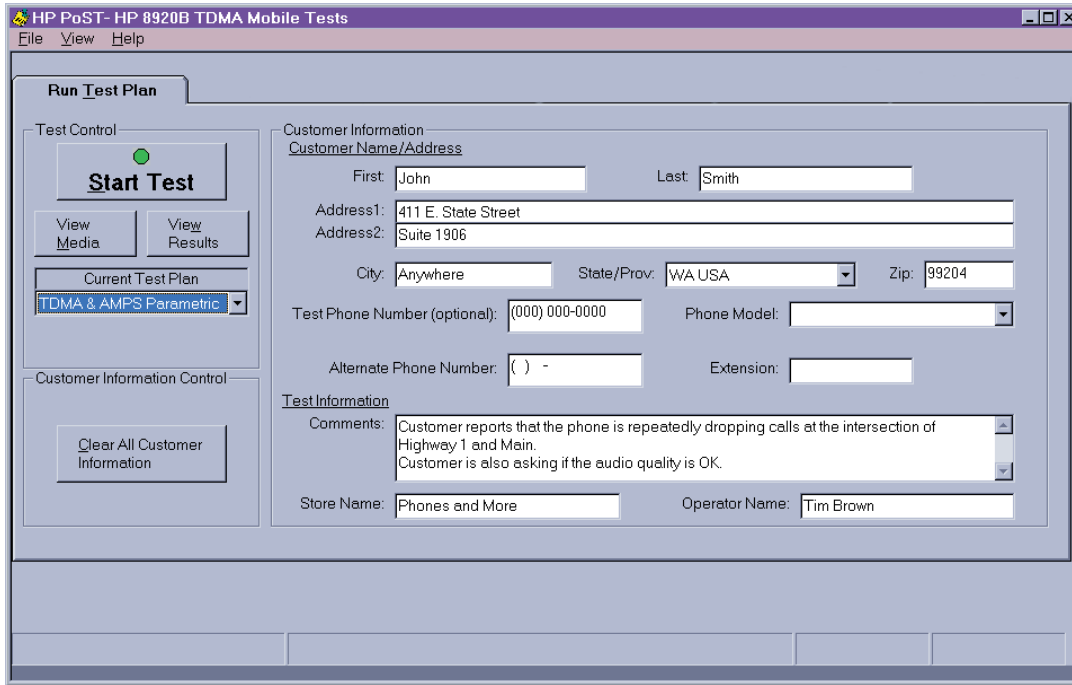 HP PoST- HP 8920B TDMA Mobile Tests
File View Help
Run Test Plan
Test Control
Start Test
View Media
View Results
Current Test Plan
TDMA & AMPS Parametric
Customer Information Control
Clear All Customer Information
Customer Information
Customer Name/Address
First: John Last: Smith
Address1: 411 E. State Street
Address2: Suite 1906
City: Anywhere State/Prov: WA USA Zip: 99204
Test Phone Number (optional): (000) 000-0000 Phone Model:
Alternate Phone Number: ( ) - Extension:
Test Information
Comments: Customer reports that the phone is repeatedly dropping calls at the intersection of
Highway 1 and Main.
Customer is also asking if the audio quality is OK.
Store Name: Phones and More Operator Name: Tim Brown